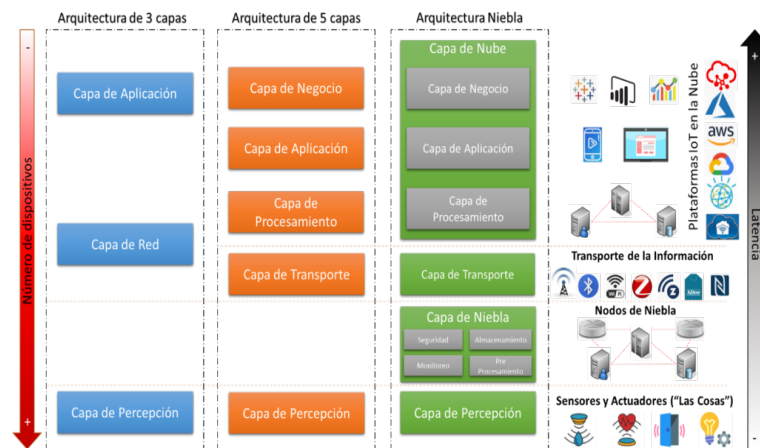 Arquitectura de 3 capas
Arquitectura de 5 capas
Arquitectura Niebla
-
Número de dispositivos
+
Capa de Aplicación
Capa de Red
Capa de Percepción
Capa de Negocio
Capa de Aplicación
Capa de
Procesamiento
Capa de Transporte
Capa de Percepción
Capa de Nube
Capa de Negocio
Capa de Aplicación
Capa de
Procesamiento
Capa de Transporte
Capa de Niebla
Seguridad
Almacenamiento
Monitoreo
Pre
Procesamiento
Capa de Percepción
Plataformas IoT en la Nube
aws
Transporte de la Información
Nodos de Niebla
Sensores y Actuadores ("Las Cosas")
+
Latencia
-